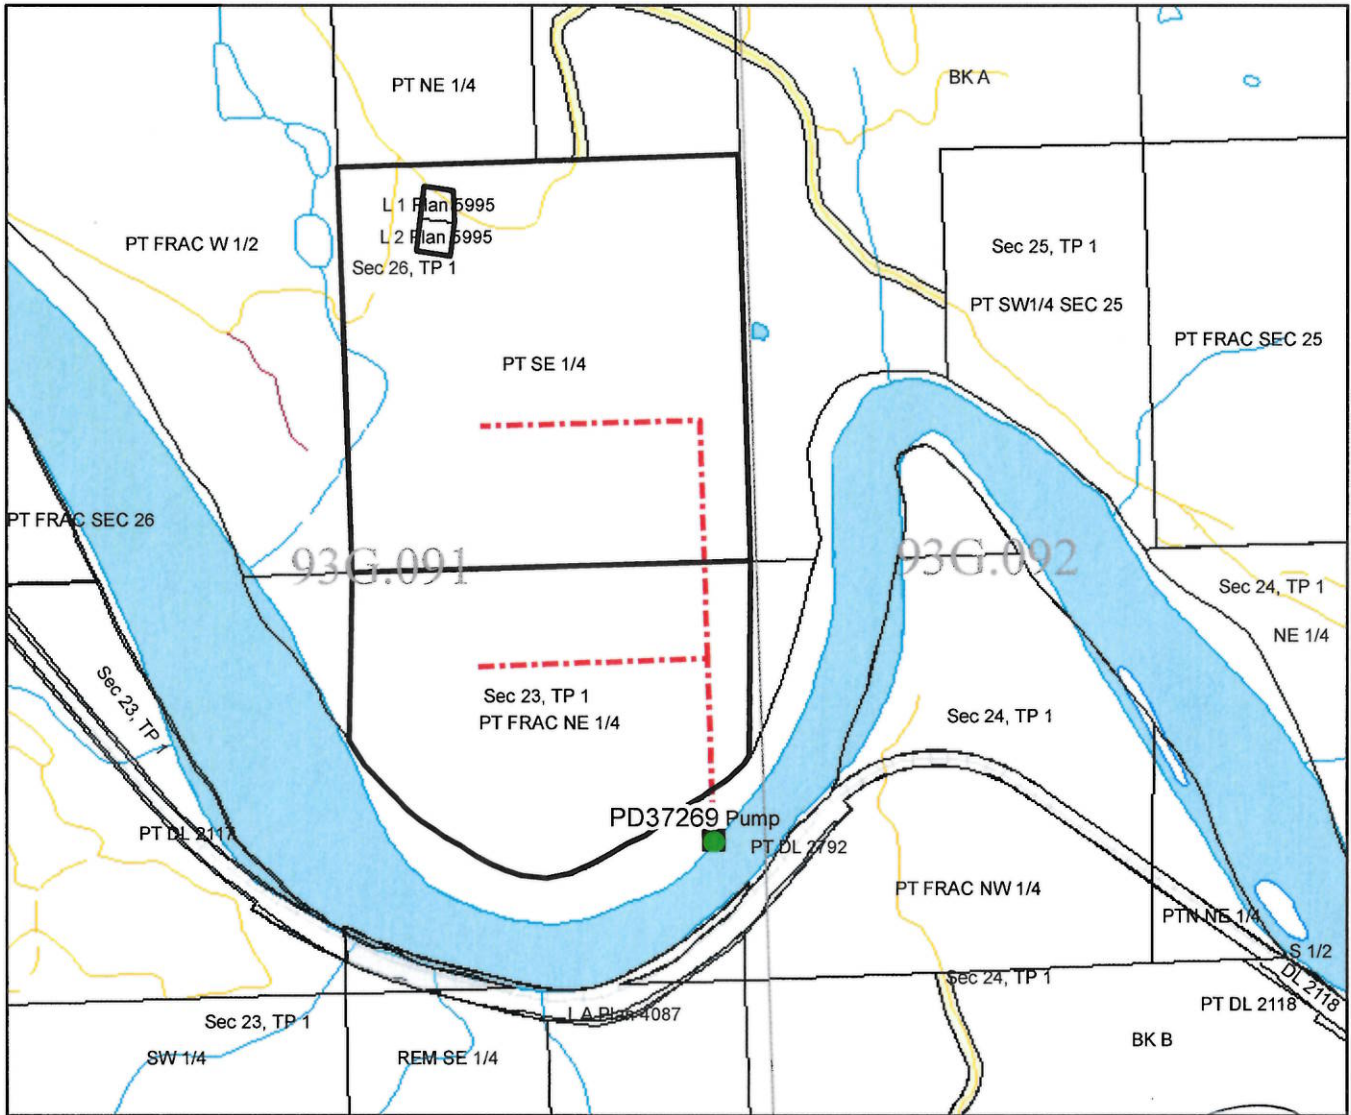 PT NE 1/4
BK A
L 1 Plan 5995
L 2 Plan 5995
Sec 26, TP 1
PT FRAC W 1/2
Sec 25, TP 1
PT SW1/4 SEC 25
PT FRAC SEC 25
PT SE 1/4
PT FRAC SEC 26
93G.091
93G.092
Sec 24, TP 1
NE 1/4
Sec 23, TP 1
Sec 23, TP 1
PT FRAC NE 1/4
Sec 24, TP 1
PD37269 Pump
PT DL 2117
PT DL 2792
PT FRAC NW 1/4
PTN NE 1/4
S 1/2
DL 2118
Sec 24, TP 1
PT DL 2118
Sec 23, TP 1
L A Plan 4087
BK B
SW 1/4
REM SE 1/4